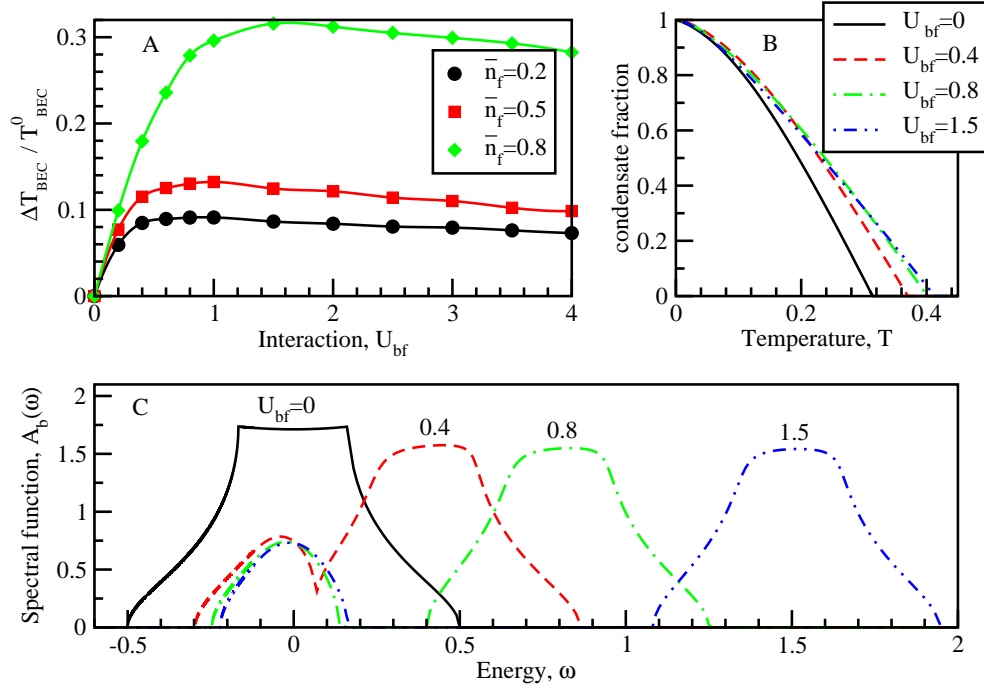 0.3
0.2
0.1
0
0
1
2
3
4
ΔT_BEC / T^0_BEC
Interaction, U_bf
A
n̅_f=0.2
n̅_f=0.5
n̅_f=0.8
1
0.8
0.6
0.4
0.2
0
0
0.2
0.4
condensate fraction
Temperature, T
B
U_bf=0
U_bf=0.4
U_bf=0.8
U_bf=1.5
2
1.5
1
0.5
0
-0.5
0
0.5
1
1.5
2
Spectral function, A_b(ω)
Energy, ω
C
U_bf=0
0.4
0.8
1.5